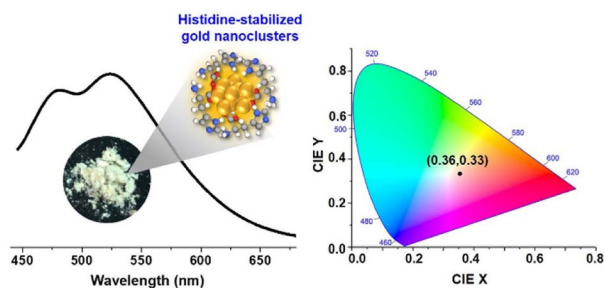 Histidine-stabilized
gold nanoclusters
450 500 550 600 650
Wavelength (nm)
0.8
0.6
0.4
0.2
0.0
CIE Y
520
540
560
500
580
(0.36,0.33)
600
620
480
460
0.0 0.2 0.4 0.6 0.8
CIE X